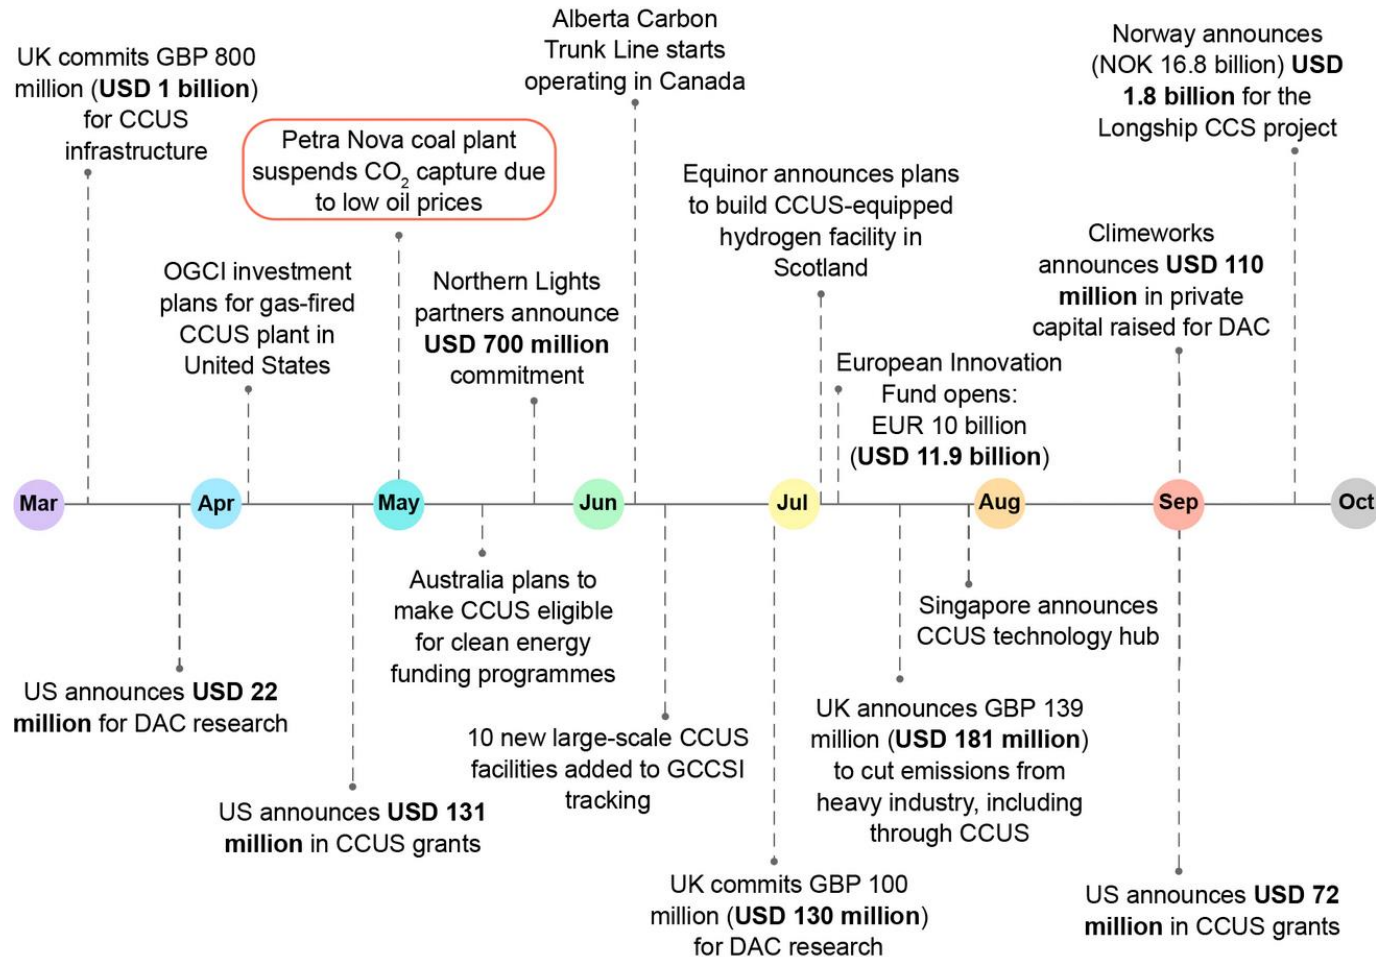 UK commits GBP 800
million (USD 1 billion)
for CCUS
infrastructure
Petra Nova coal plant
suspends CO2 capture due
to low oil prices
OGCI investment
plans for gas-fired
CCUS plant in
United States
Northern Lights
partners announce
USD 700 million
commitment
Alberta Carbon
Trunk Line starts
operating in Canada
Equinor announces plans
to build CCUS-equipped
hydrogen facility in
Scotland
European Innovation
Fund opens:
EUR 10 billion
(USD 11.9 billion)
Climeworks
announces USD 110
million in private
capital raised for DAC
Norway announces
(NOK 16.8 billion) USD
1.8 billion for the
Longship CCS project
Mar
Apr
May
Jun
Jul
Aug
Sep
Oct
US announces USD 22
million for DAC research
US announces USD 131
million in CCUS grants
Australia plans to
make CCUS eligible
for clean energy
funding programmes
10 new large-scale CCUS
facilities added to GCCSI
tracking
UK commits GBP 100
million (USD 130 million)
for DAC research
UK announces GBP 139
million (USD 181 million)
to cut emissions from
heavy industry, including
through CCUS
Singapore announces
CCUS technology hub
US announces USD 72
million in CCUS grants